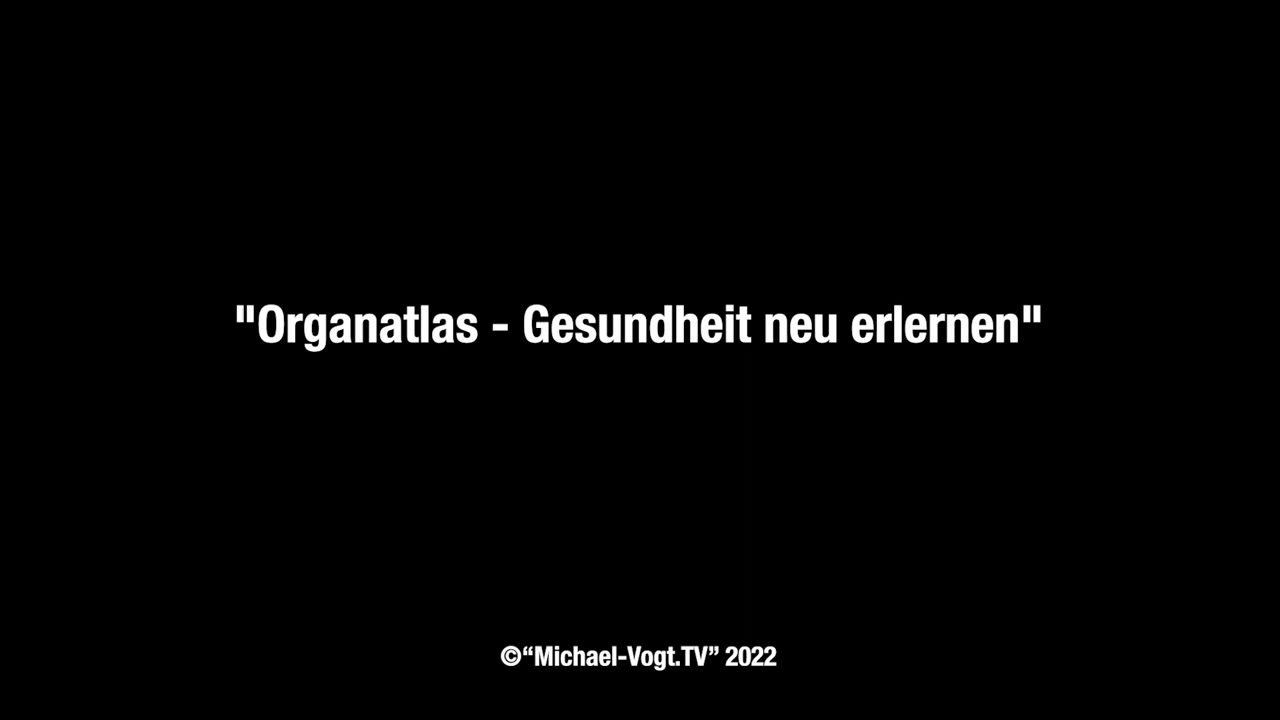 "Organatlas - Gesundheit neu erlernen"
©“Michael-Vogt.TV” 2022